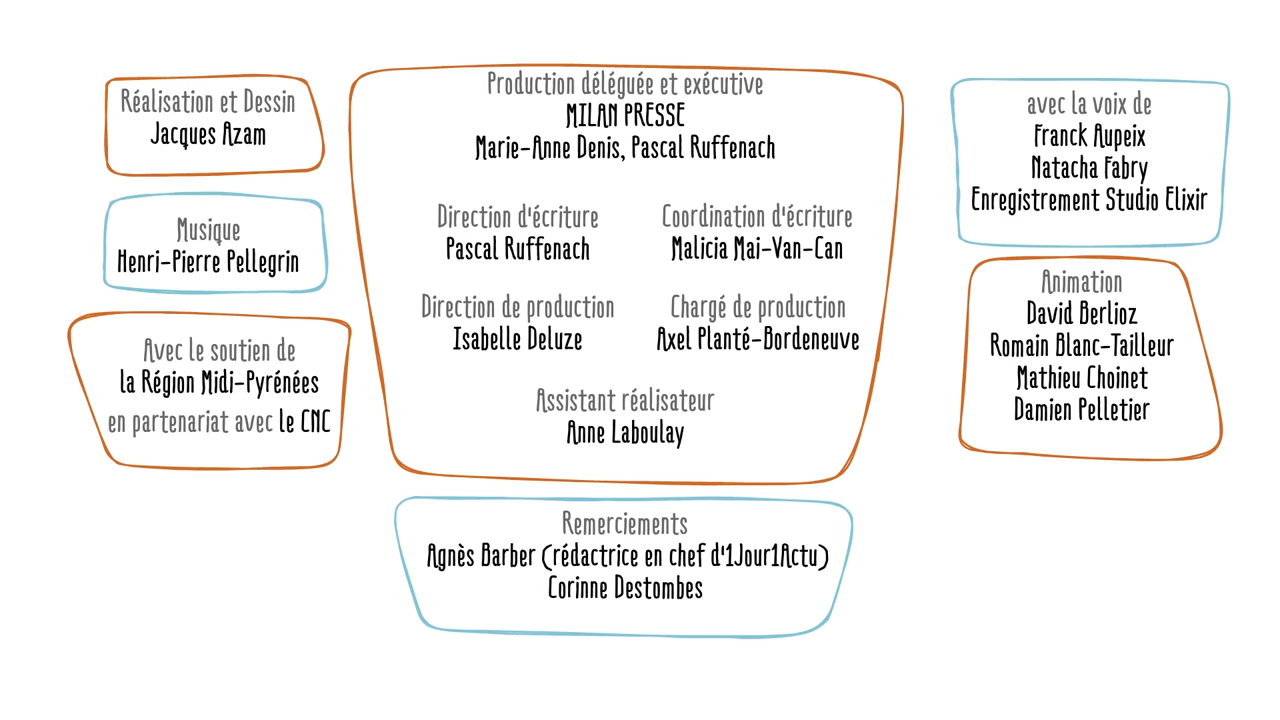 Réalisation et Dessin
Jacques Azam
Musique
Henri-Pierre Pellegrin
Avec le soutien de
la Région Midi-Pyrénées
en partenariat avec le CNC
Production déléguée et exécutive
MILAN PRESSE
Marie-Anne Denis, Pascal Ruffenach
Direction d'écriture
Pascal Ruffenach
Coordination d'écriture
Malicia Mai-Van-Can
Direction de production
Isabelle Deluze
Chargé de production
Axel Planté-Bordeneuve
Assistant réalisateur
Anne Laboulay
Remerciements
Agnès Barber (rédactrice en chef d'1Jour1Actu)
Corinne Destombes
avec la voix de
Franck Aupeix
Natacha Fabry
Enregistrement Studio Elixir
Animation
David Berlioz
Romain Blanc-Tailleur
Mathieu Choinet
Damien Pelletier